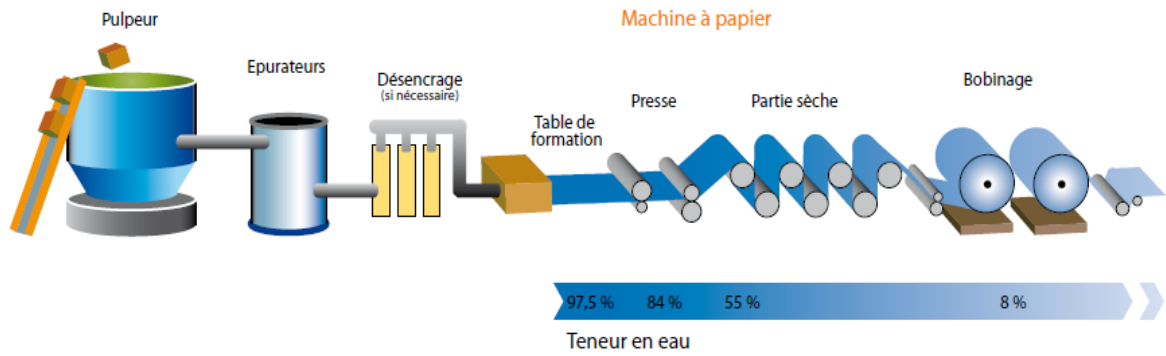 Pulpeur
Machine à papier
Epurateurs
Désencrage
(si nécessaire)
Table de
formation
Presse
Partie sèche
Bobinage
97,5 %
84 %
55 %
8 %
Teneur en eau